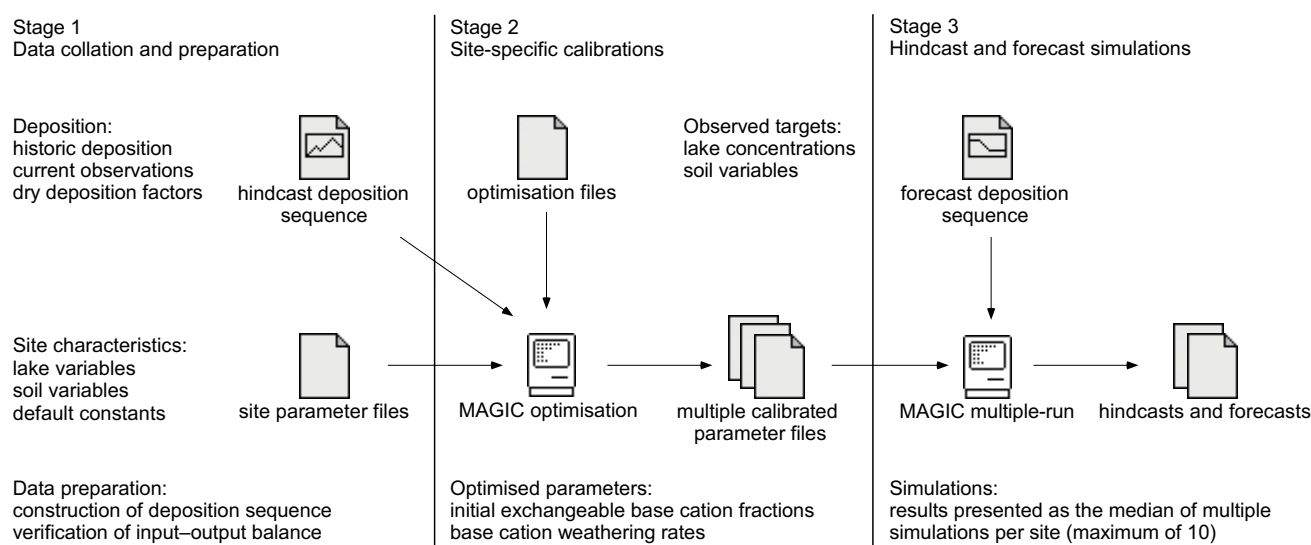 Stage 1
Data collation and preparation
Deposition:
historic deposition
current observations
dry deposition factors
hindcast deposition
sequence
Site characteristics:
lake variables
soil variables
default constants
site parameter files
Data preparation:
construction of deposition sequence
verification of input–output balance
Stage 2
Site-specific calibrations
optimisation files
Observed targets:
lake concentrations
soil variables
MAGIC optimisation
multiple calibrated
parameter files
Optimised parameters:
initial exchangeable base cation fractions
base cation weathering rates
Stage 3
Hindcast and forecast simulations
forecast deposition
sequence
MAGIC multiple-run
hindcasts and forecasts
Simulations:
results presented as the median of multiple
simulations per site (maximum of 10)